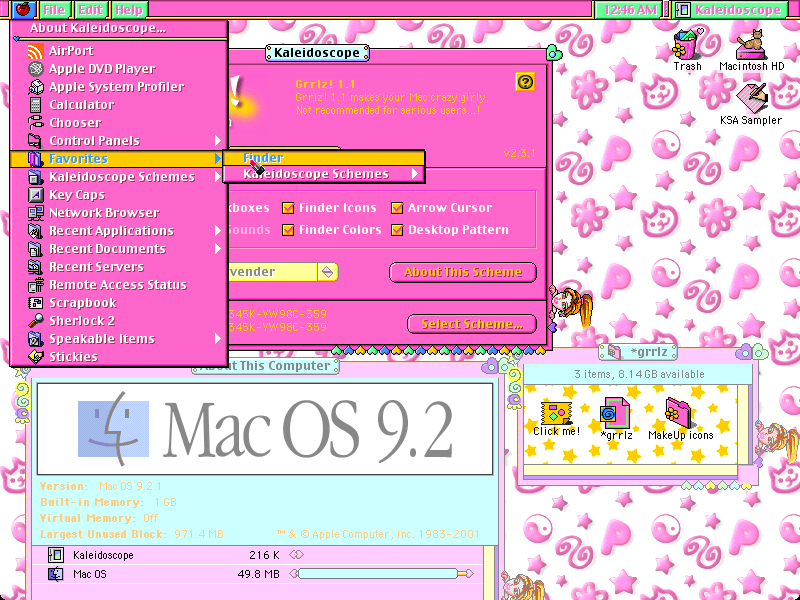 File Edit Help
12:46 AM Kaleidoscope
About Kaleidoscope...
AirPort
Apple DVD Player
Apple System Profiler
Calculator
Chooser
Control Panels
Favorites
Kaleidoscope Schemes
Key Caps
Network Browser
Recent Applications
Recent Documents
Recent Servers
Remote Access Status
Scrapbook
Sherlock 2
Speakable Items
Stickies
Finder
Kaleidoscope Schemes
Kaleidoscope
Grrlz! 1.1
Grrlz! 1.1 makes your Mac crazy girly.
Not recommended for serious users...!
v2.3.1
kboxes Finder Icons Arrow Cursor
ounds Finder Colors Desktop Pattern
vender About This Scheme
345K-YW98C-359
345K-YW98C-359
Select Scheme...
Trash
Macintosh HD
KSA Sampler
About This Computer
Mac OS 9.2
Version: Mac OS 9.2.1
Built-in Memory: 1 GB
Virtual Memory: Off
Largest Unused Block: 971.4 MB ™ & © Apple Computer, Inc. 1983-2001
Kaleidoscope 216 K
Mac OS 49.8 MB
*grrlz
3 items, 8.14 GB available
Click me!
*grrlz
MakeUp icons